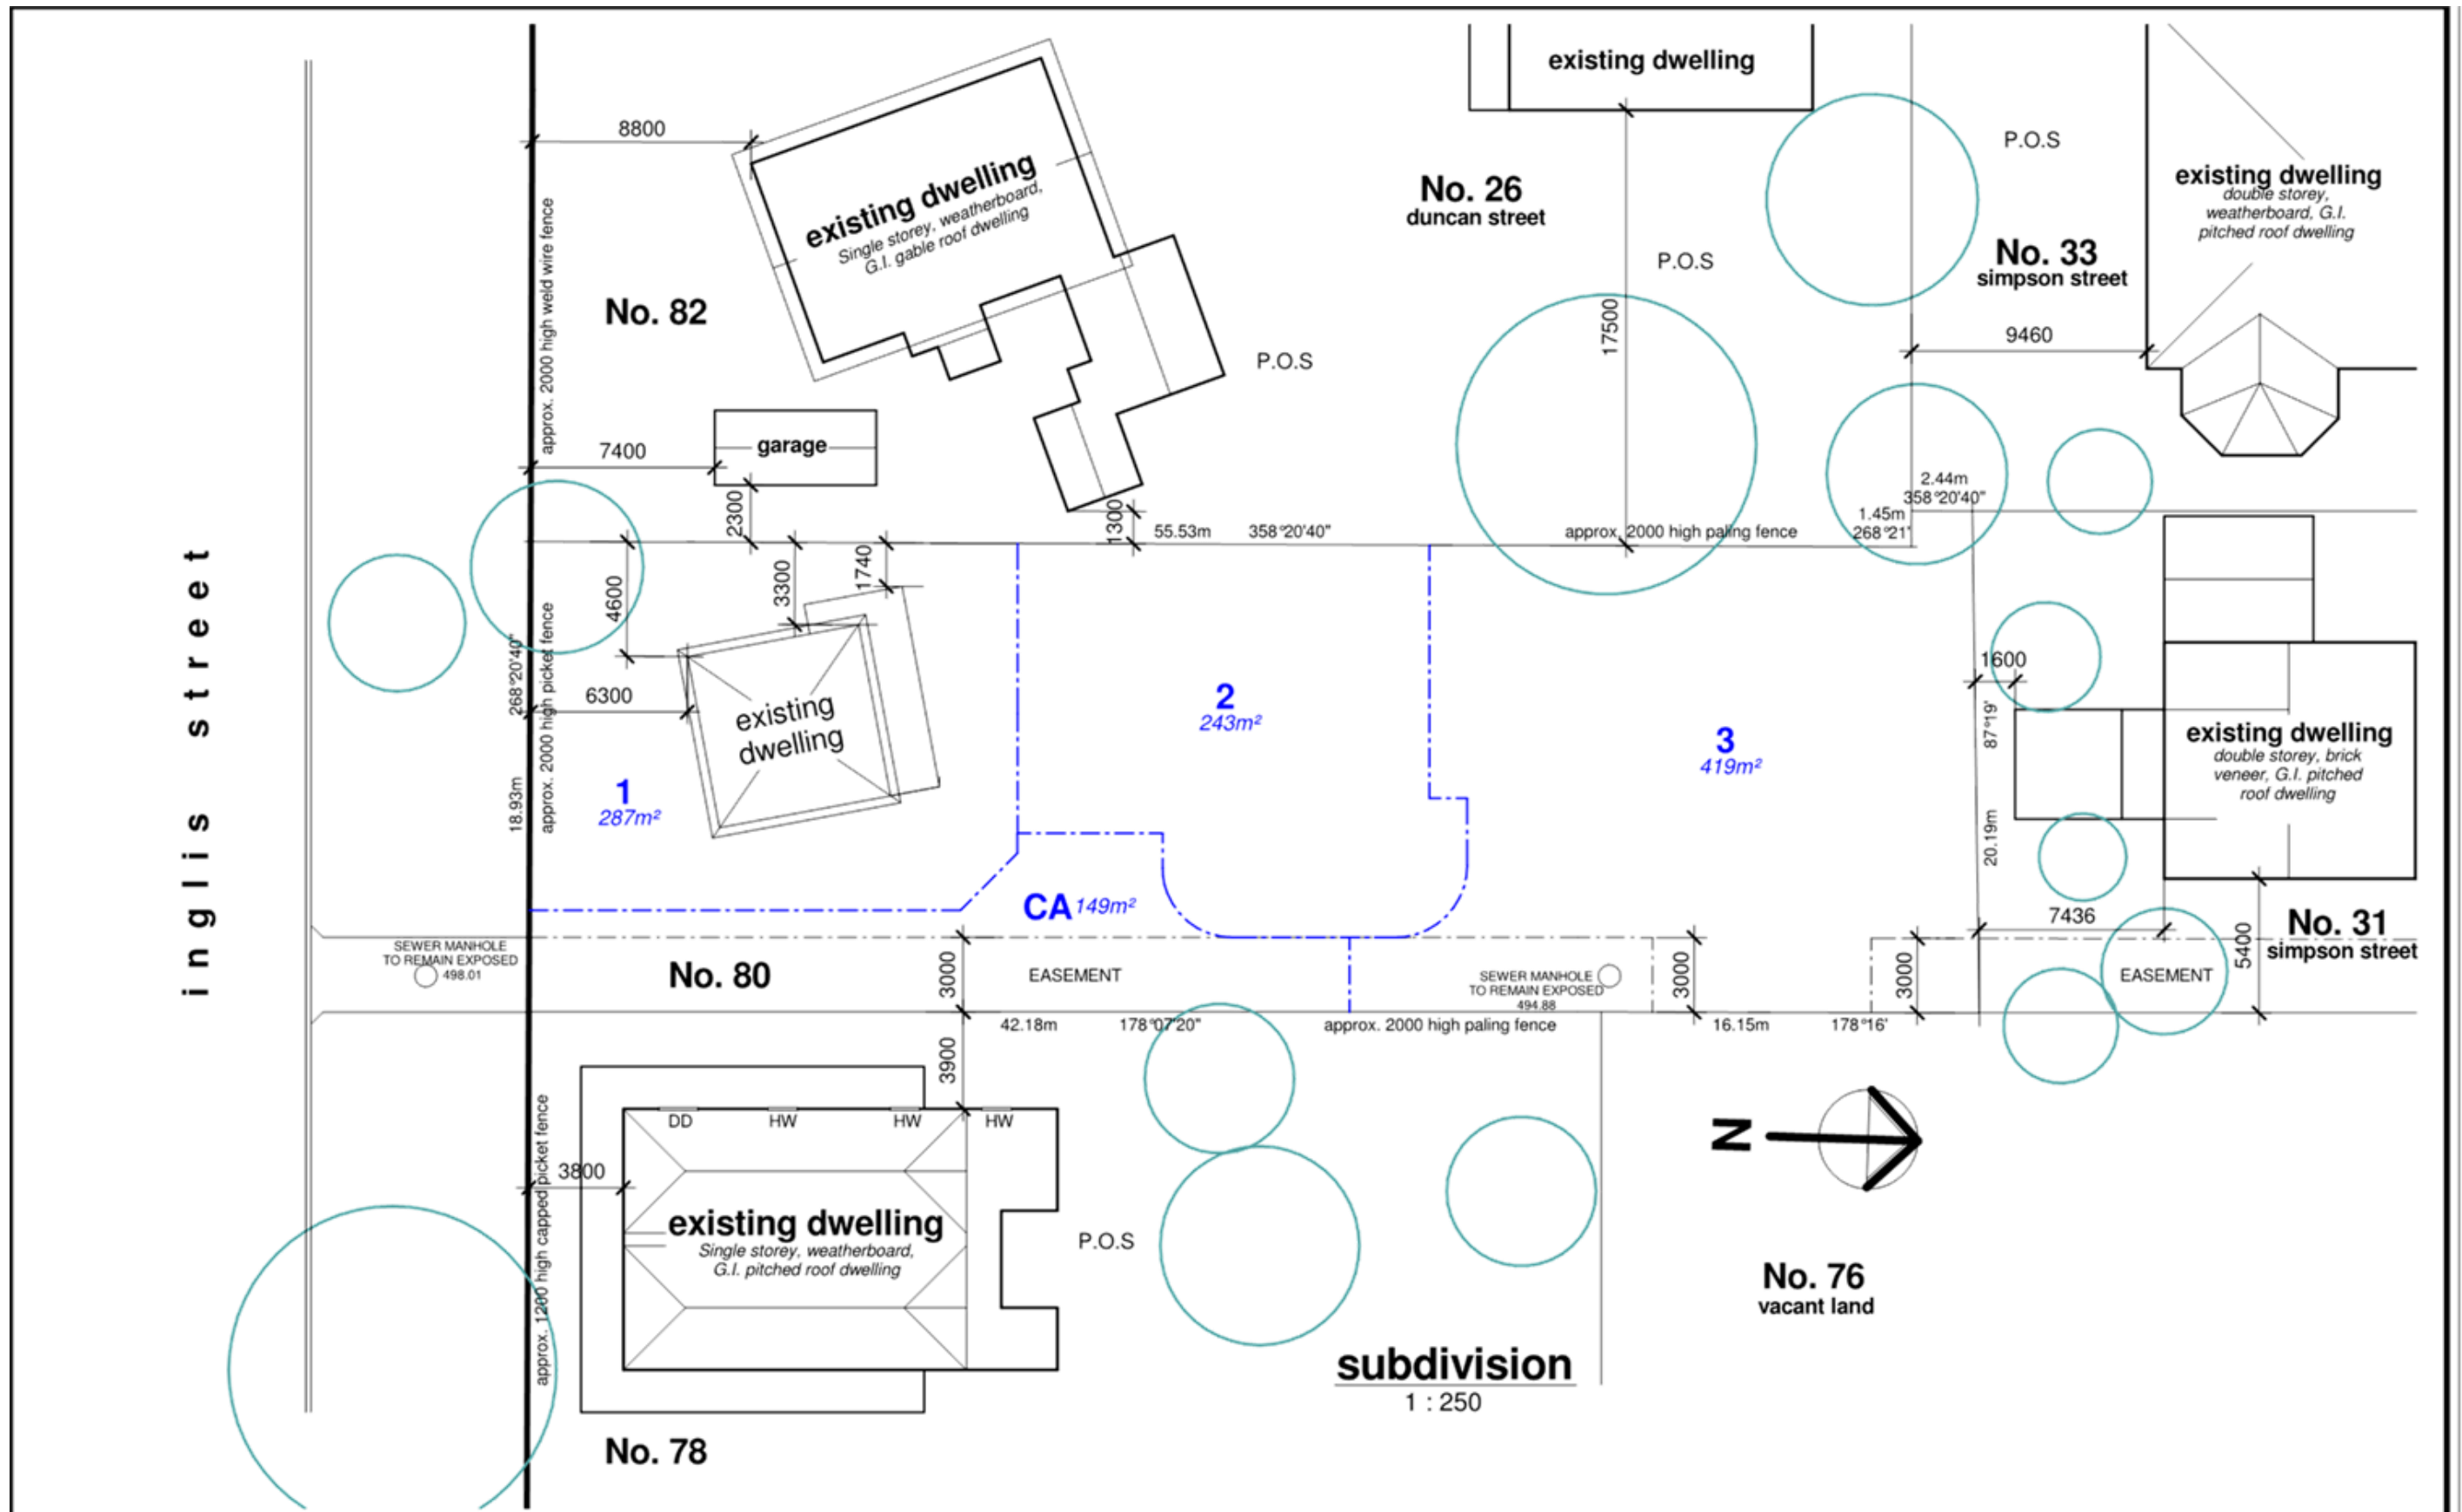 existing dwelling
8800
P.O.S
existing dwelling
Single storey, weatherboard,
G.I. gable roof dwelling
existing dwelling
double storey,
weatherboard, G.I.
pitched roof dwelling
No. 26
duncan street
No. 33
simpson street
P.O.S
approx. 2000 high weld wire fence
No. 82
17500
9460
P.O.S
7400
garage
2300
1300
55.53m 358°20'40"
approx. 2000 high paling fence
2.44m
358°20'40"
1.45m
268°21'
inglis street
4600
3300
1740
268°20'40"
18.93m
approx. 2000 high picket fence
6300
existing
dwelling
1
287m²
2
243m²
3
419m²
1600
87°19'
20.19m
existing dwelling
double storey, brick
veneer, G.I. pitched
roof dwelling
CA 149m²
7436
No. 31
simpson street
5400
SEWER MANHOLE
TO REMAIN EXPOSED
498.01
No. 80
3000
EASEMENT
SEWER MANHOLE
TO REMAIN EXPOSED
494.88
3000
3000
EASEMENT
42.18m 178°07'20"
approx. 2000 high paling fence
16.15m 178°16'
3900
DD
HW
HW
HW
approx. 1200 high capped picket fence
3800
existing dwelling
Single storey, weatherboard,
G.I. pitched roof dwelling
P.O.S
N
No. 76
vacant land
subdivision
1 : 250
No. 78